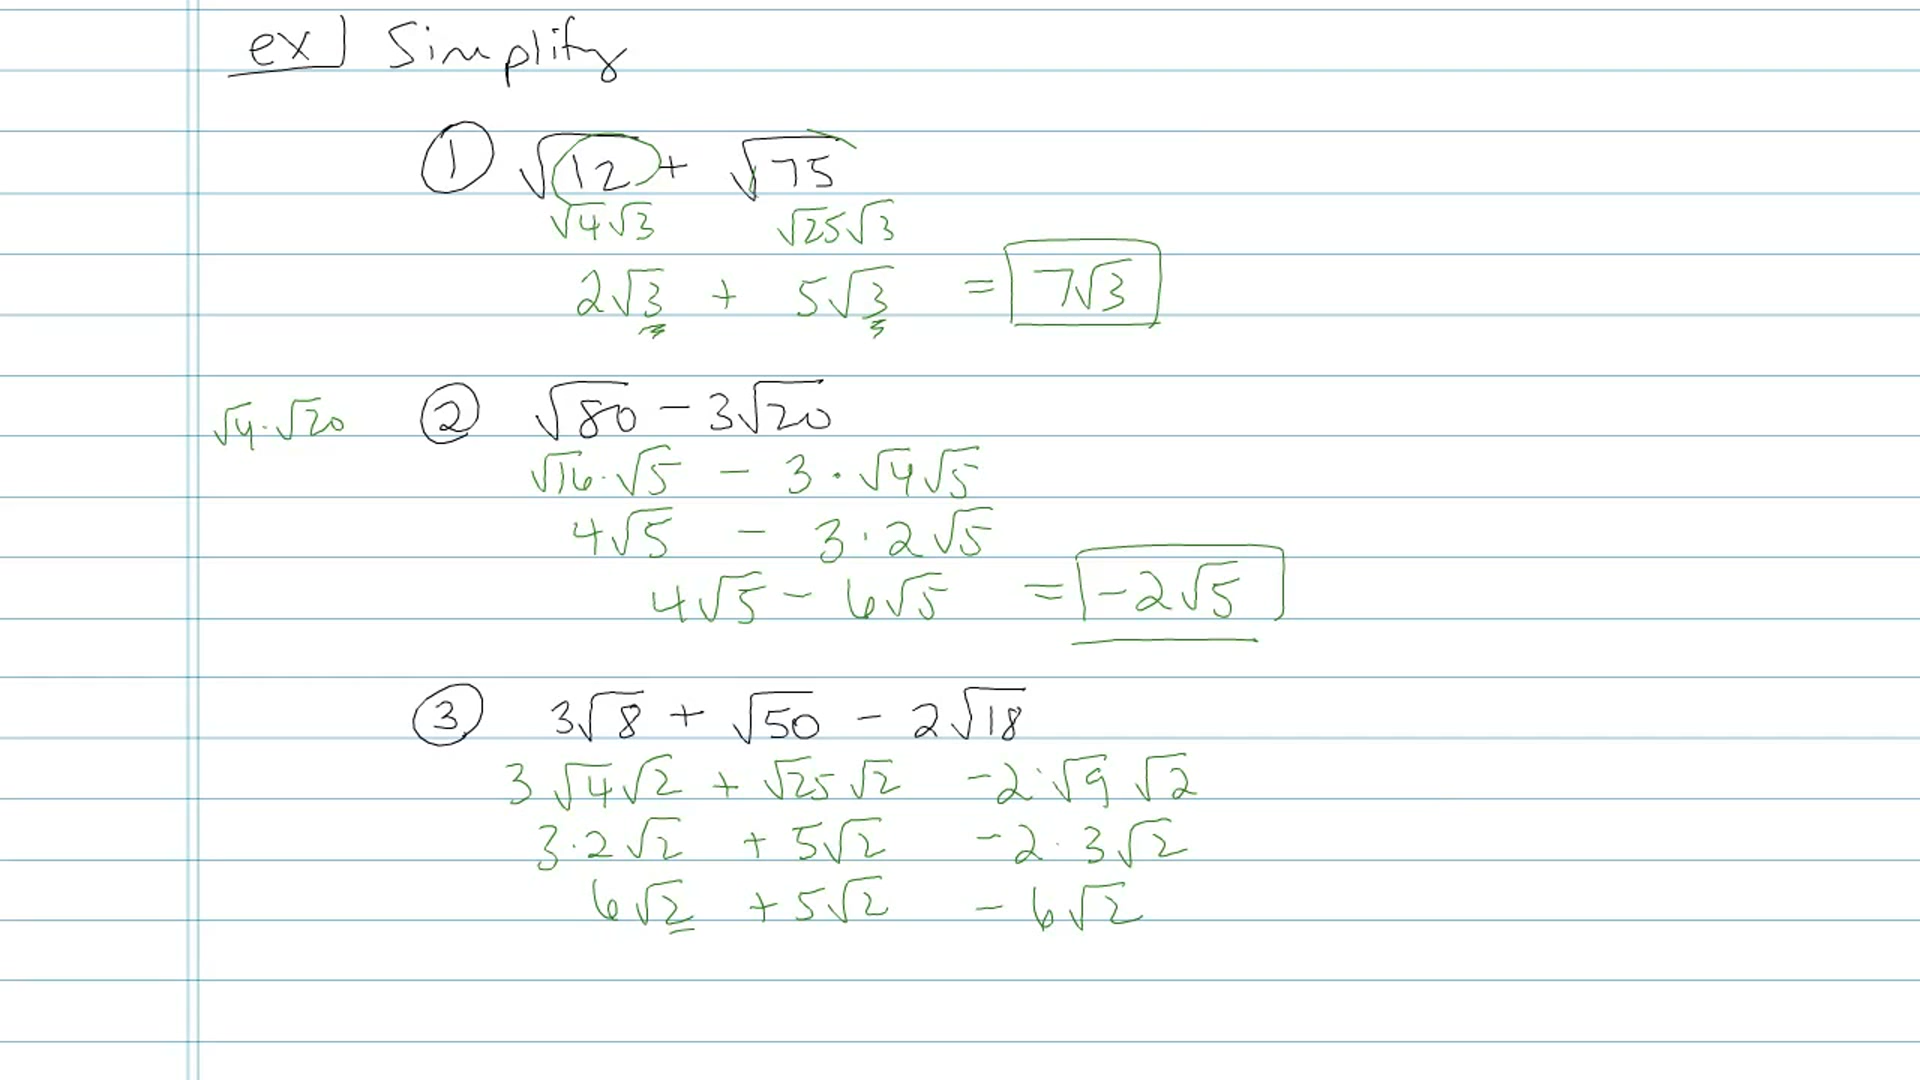 ex] Simplify
① √12 + √75
√4√3 √25√3
2√3 + 5√3 = 7√3
√4·√20 ② √80 - 3√20
√16·√5 - 3·√4√5
4√5 - 3·2√5
4√5 - 6√5 = -2√5
③ 3√8 + √50 - 2√18
3√4√2 + √25√2 -2·√9√2
3·2√2 + 5√2 -2·3√2
6√2 + 5√2 - 6√2